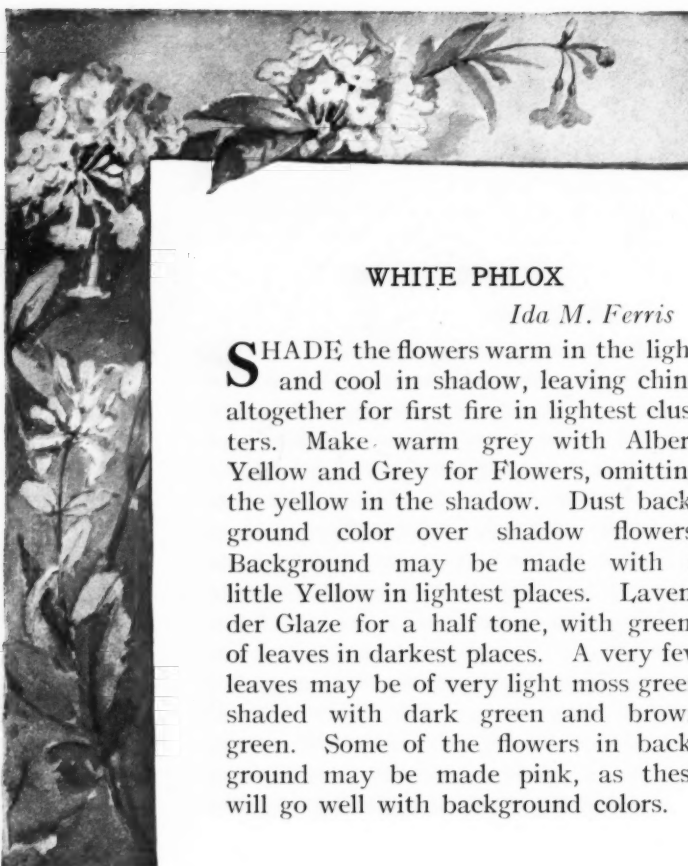 WHITE PHLOX
Ida M. Ferris
SHADE the flowers warm in the ligh
and cool in shadow, leaving chin
altogether for first fire in lightest clus
ters. Make warm grey with Alber
Yellow and Grey for Flowers, omittin
the yellow in the shadow. Dust back
ground color over shadow flowers
Background may be made with
little Yellow in lightest places. Laven
der Glaze for a half tone, with green
of leaves in darkest places. A very few
leaves may be of very light moss gree
shaded with dark green and brow
green. Some of the flowers in back
ground may be made pink, as thes
will go well with background colors.